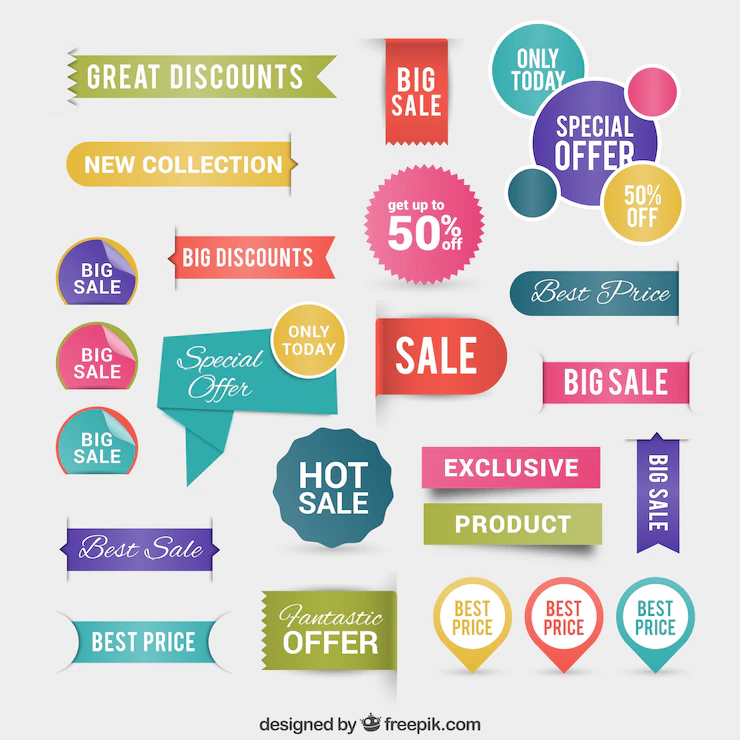 GREAT DISCOUNTS
BIG
SALE
ONLY
TODAY
SPECIAL
OFFER
50%
OFF
NEW COLLECTION
get up to
50%
off
BIG DISCOUNTS
BIG
SALE
Best Price
ONLY
TODAY
Special
Offer
SALE
BIG
SALE
BIG SALE
BIG
SALE
HOT
SALE
EXCLUSIVE
PRODUCT
BIG SALE
Best Sale
BEST PRICE
Fantastic
OFFER
BEST
PRICE
BEST
PRICE
BEST
PRICE
designed by freepik.com